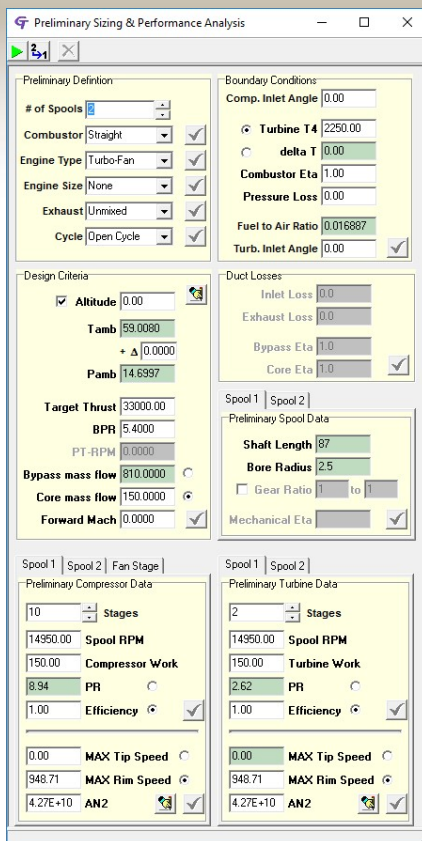 Preliminary Sizing & Performance Analysis
Preliminary Defintion
# of Spools 2
Combustor Straight
Engine Type Turbo-Fan
Engine Size None
Exhaust Unmixed
Cycle Open Cycle
Boundary Conditions
Comp. Inlet Angle 0.00
Turbine T4 2250.00
delta T 0.00
Combustor Eta 1.00
Pressure Loss 0.00
Fuel to Air Ratio 0.016887
Turb. Inlet Angle 0.00
Design Criteria
Altitude 0.00
Tamb 59.0080
+ Δ 0.0000
Pamb 14.6997
Target Thrust 33000.00
BPR 5.4000
PT-RPM 0.0000
Bypass mass flow 810.0000
Core mass flow 150.0000
Forward Mach 0.0000
Duct Losses
Inlet Loss 0.0
Exhaust Loss 0.0
Bypass Eta 1.0
Core Eta 1.0
Spool 1 Spool 2
Preliminary Spool Data
Shaft Length 87
Bore Radius 2.5
Gear Ratio 1 to 1
Mechanical Eta
Spool 1 Spool 2 Fan Stage
Preliminary Compressor Data
10 Stages
14950.00 Spool RPM
150.00 Compressor Work
8.94 PR
1.00 Efficiency
0.00 MAX Tip Speed
948.71 MAX Rim Speed
4.27E+10 AN2
Spool 1 Spool 2
Preliminary Turbine Data
2 Stages
14950.00 Spool RPM
150.00 Turbine Work
2.62 PR
1.00 Efficiency
0.00 MAX Tip Speed
948.71 MAX Rim Speed
4.27E+10 AN2